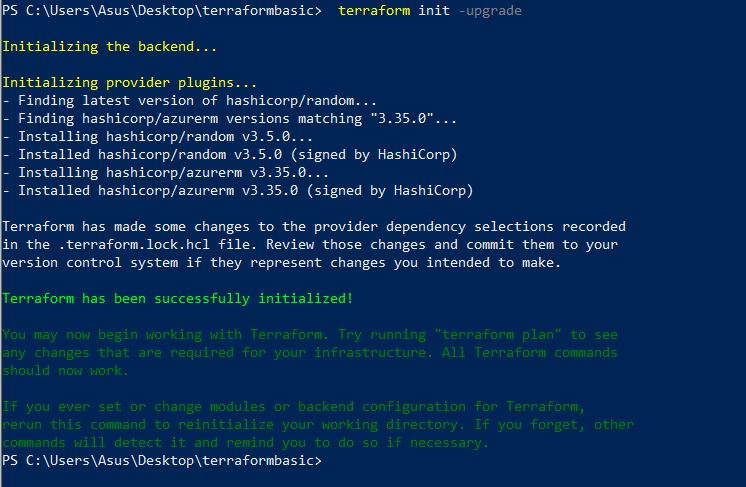 PS C:\Users\Asus\Desktop\terraformbasic>  terraform init -upgrade
Initializing the backend...
Initializing provider plugins...
- Finding latest version of hashicorp/random...
- Finding hashicorp/azurerm versions matching "3.35.0"...
- Installing hashicorp/random v3.5.0...
- Installed hashicorp/random v3.5.0 (signed by HashiCorp)
- Installing hashicorp/azurerm v3.35.0...
- Installed hashicorp/azurerm v3.35.0 (signed by HashiCorp)
Terraform has made some changes to the provider dependency selections recorded
in the .terraform.lock.hcl file. Review those changes and commit them to your
version control system if they represent changes you intended to make.
Terraform has been successfully initialized!
You may now begin working with Terraform. Try running "terraform plan" to see
any changes that are required for your infrastructure. All Terraform commands
should now work.
If you ever set or change modules or backend configuration for Terraform,
rerun this command to reinitialize your working directory. If you forget, other
commands will detect it and remind you to do so if necessary.
PS C:\Users\Asus\Desktop\terraformbasic>